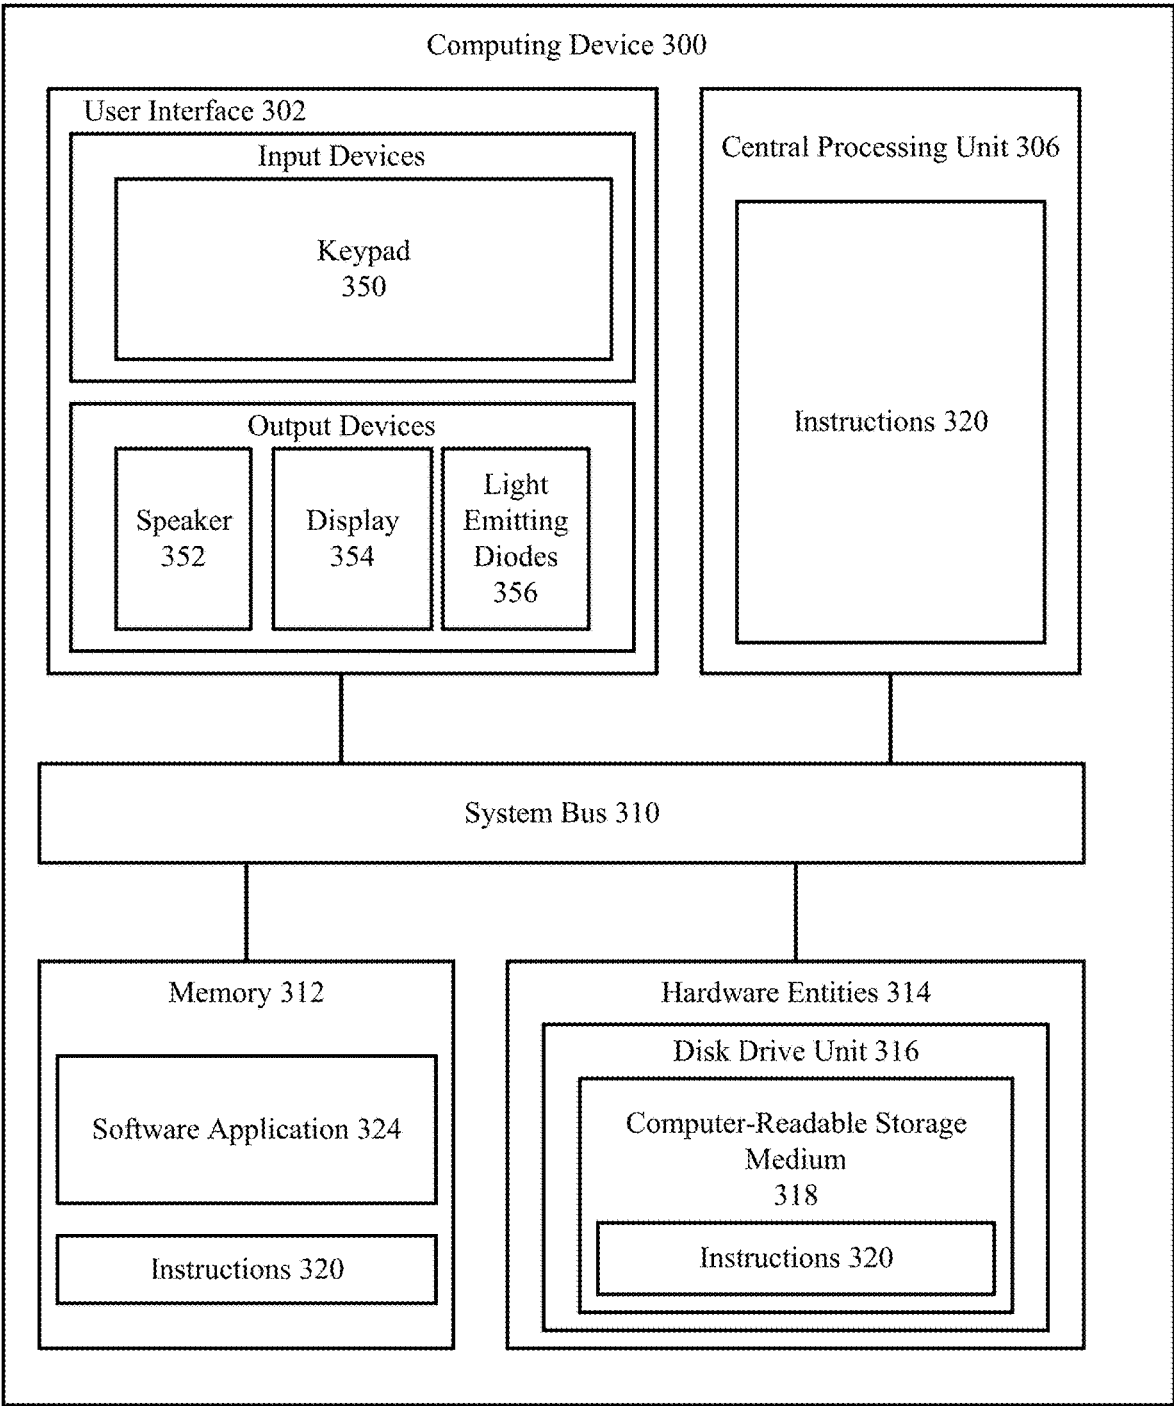 Computing Device 300
User Interface 302
Input Devices
Keypad
350
Output Devices
Speaker
352
Display
354
Light
Emitting
Diodes
356
Central Processing Unit 306
Instructions 320
System Bus 310
Memory 312
Software Application 324
Instructions 320
Hardware Entities 314
Disk Drive Unit 316
Computer-Readable Storage
Medium
318
Instructions 320